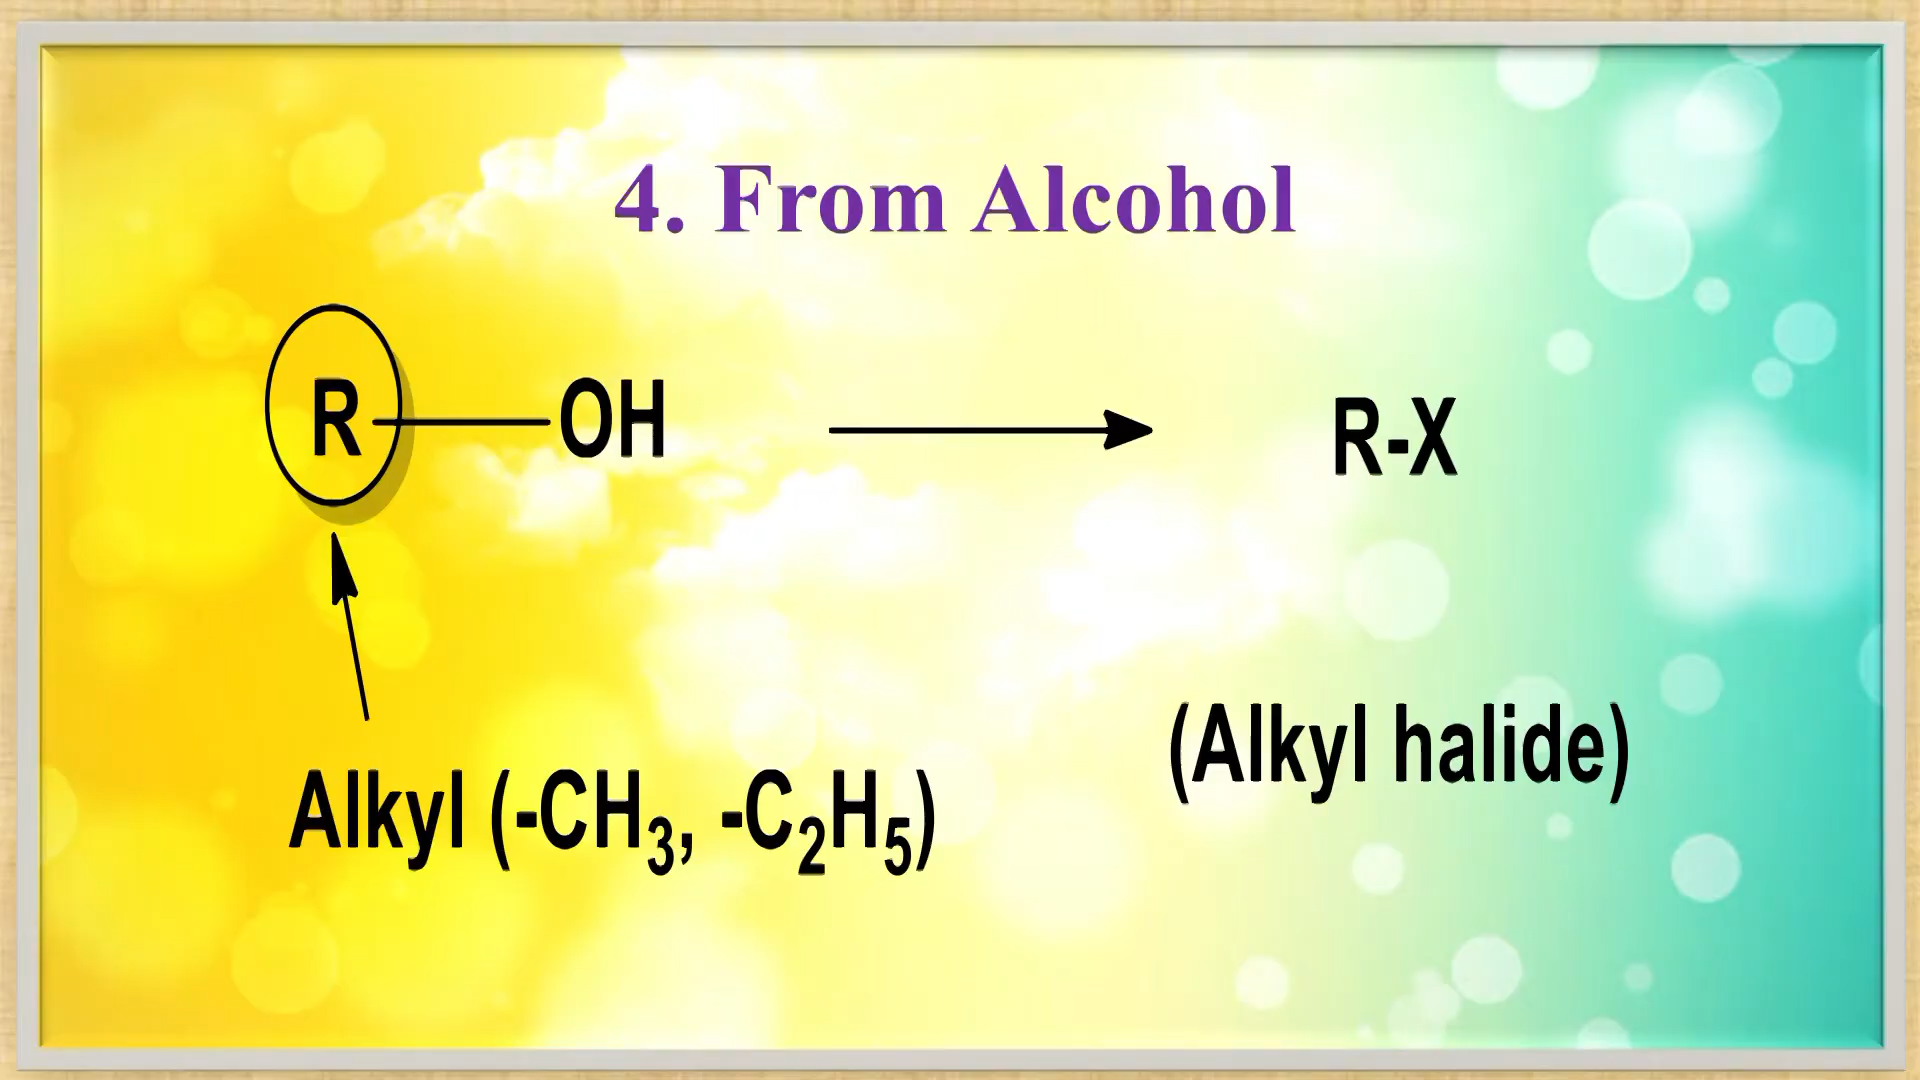 4. From Alcohol
R-OH R-X
(Alkyl halide)
Alkyl (-CH₃, -C₂H₅)